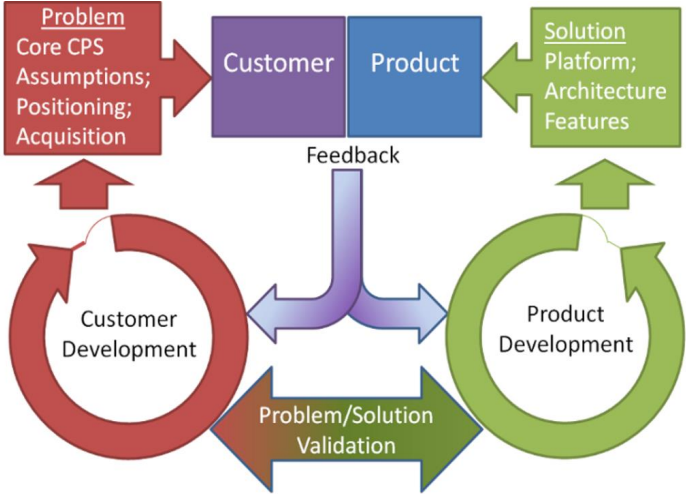 Problem
Core CPS
Assumptions;
Positioning;
Acquisition
Customer
Product
Solution
Platform;
Architecture
Features
Feedback
Customer
Development
Product
Development
Problem/Solution
Validation